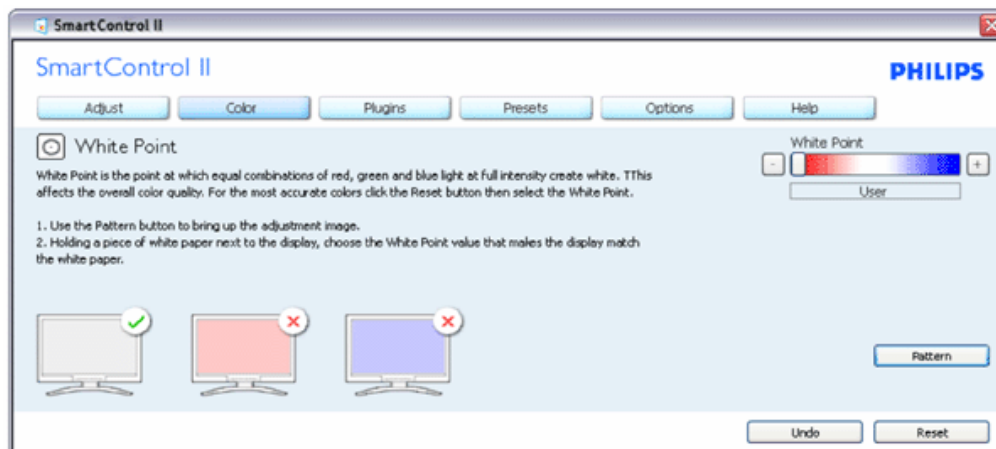 SmartControl II
SmartControl II
PHILIPS
Adjust
Color
Plugins
Presets
Options
Help
White Point
White Point is the point at which equal combinations of red, green and blue light at full intensity create white. TThis
affects the overall color quality. For the most accurate colors click the Reset button then select the White Point.
1. Use the Pattern button to bring up the adjustment image.
2. Holding a piece of white paper next to the display, choose the White Point value that makes the display match
the white paper.
White Point
-
+
User
Pattern
Undo
Reset